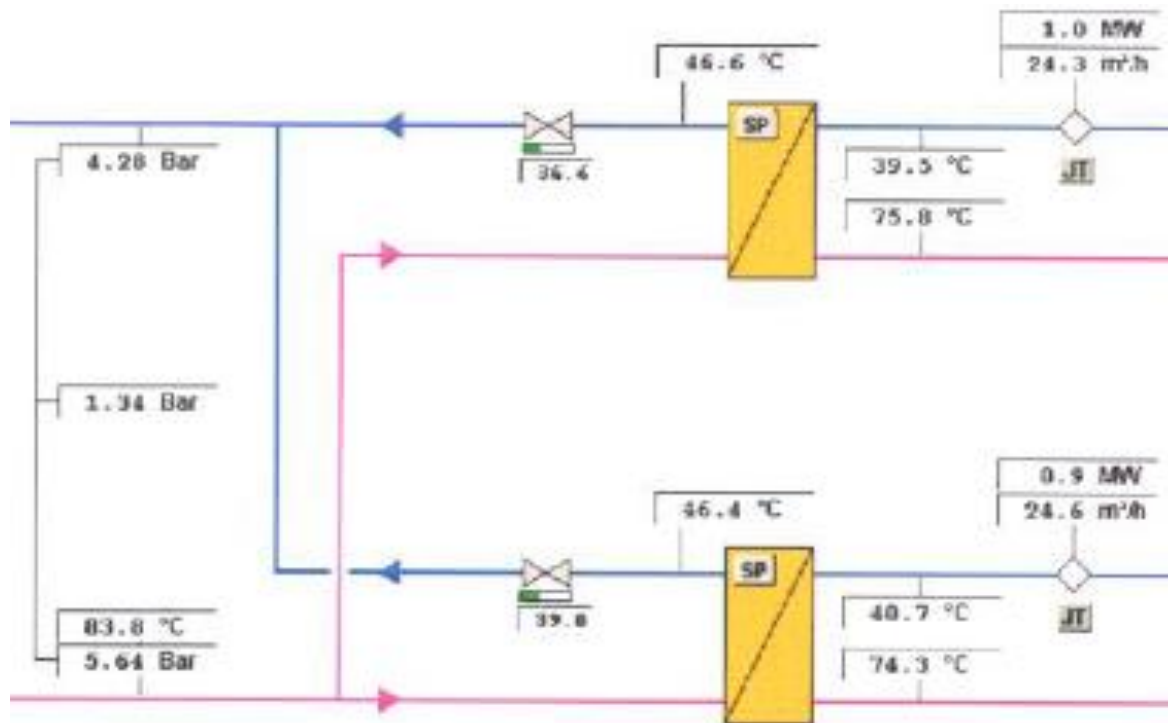 1.0 MW
46.6 °C
24.3 m³/h
SP
4.28 Bar
36.4
39.5 °C
JT
75.8 °C
1.34 Bar
0.9 MW
46.4 °C
24.6 m³/h
SP
39.8
40.7 °C
JT
83.8 °C
5.64 Bar
74.3 °C